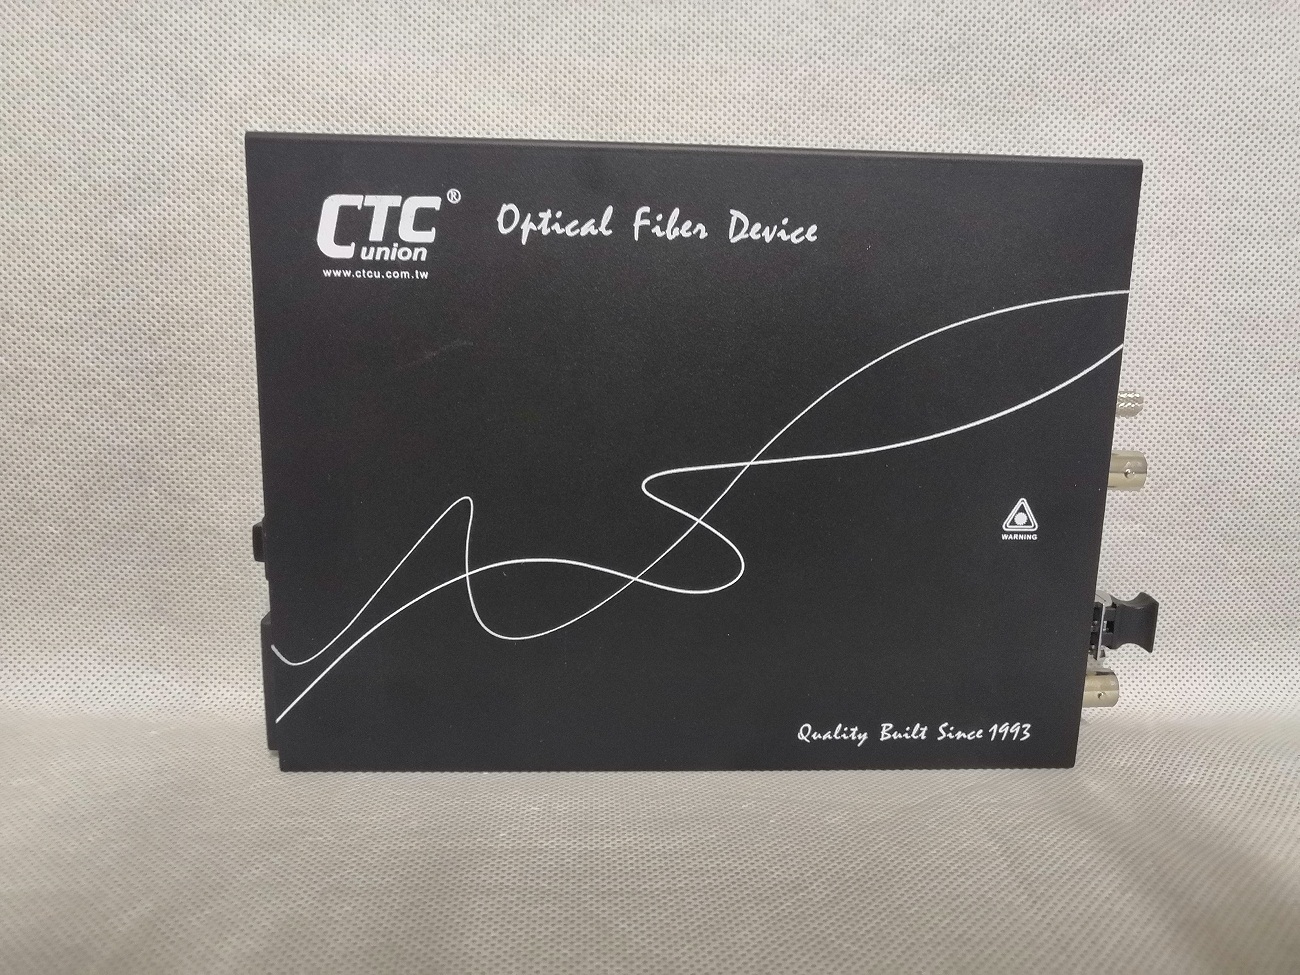 CTC® Optical Fiber Device
union
www.ctcu.com.tw
WARNING
Quality Built Since 1993